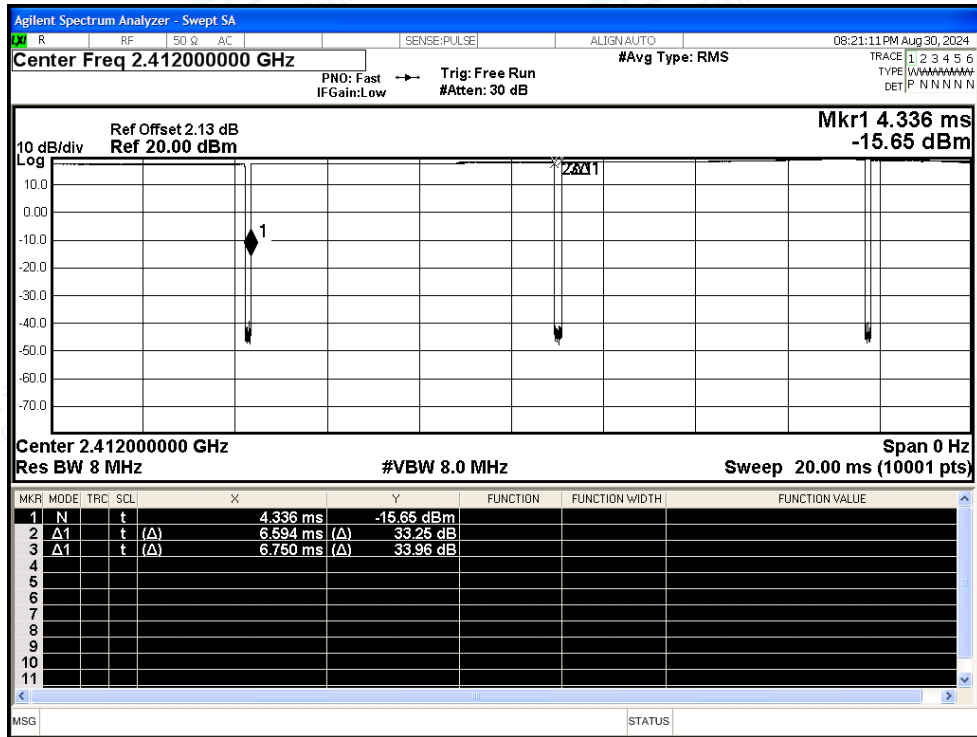 Agilent Spectrum Analyzer - Swept SA
LXI R RF 50 Ω AC SENSE:PULSE ALIGN AUTO 08:21:11 PM Aug 30, 2024
Center Freq 2.412000000 GHz #Avg Type: RMS TRACE 1 2 3 4 5 6
PNO: Fast Trig: Free Run TYPE
IFGain:Low #Atten: 30 dB DET P N N N N N
Mkr1 4.336 ms
-15.65 dBm
Ref Offset 2.13 dB
10 dB/div Ref 20.00 dBm
Log
10.0
0.00
-10.0
-20.0
-30.0
-40.0
-50.0
-60.0
-70.0
1
Center 2.412000000 GHz Span 0 Hz
Res BW 8 MHz #VBW 8.0 MHz Sweep 20.00 ms (10001 pts)
MKR MODE TRC SCL X Y FUNCTION FUNCTION WIDTH FUNCTION VALUE
1 N t 4.336 ms -15.65 dBm
2 Δ1 t (Δ) 6.594 ms (Δ) 33.25 dB
3 Δ1 t (Δ) 6.750 ms (Δ) 33.96 dB
4
5
6
7
8
9
10
11
MSG STATUS